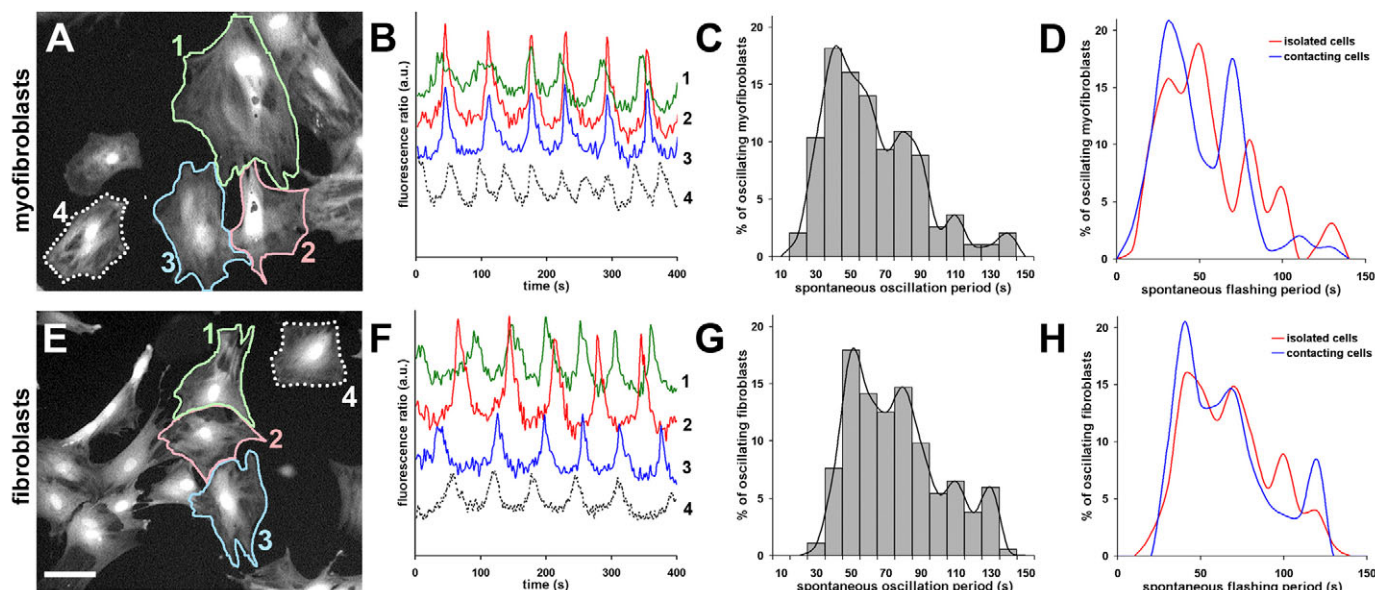 myofibroblasts
A
1
2
3
4
B
fluorescence ratio (a.u.)
1
2
3
4
0 100 200 300 400
time (s)
C
% of oscillating myofibroblasts
20
15
10
5
0
10 30 50 70 90 110 130 150
spontaneous oscillation period (s)
D
% of oscillating myofibroblasts
20
15
10
5
0
isolated cells
contacting cells
0 50 100 150
spontaneous flashing period (s)
fibroblasts
E
1
2
3
4
F
fluorescence ratio (a.u.)
1
2
3
4
0 100 200 300 400
time (s)
G
% of oscillating fibroblasts
20
15
10
5
0
10 30 50 70 90 110 130 150
spontaneous oscillation period (s)
H
% of oscillating fibroblasts
20
15
10
5
0
isolated cells
contacting cells
0 50 100 150
spontaneous flashing period (s)